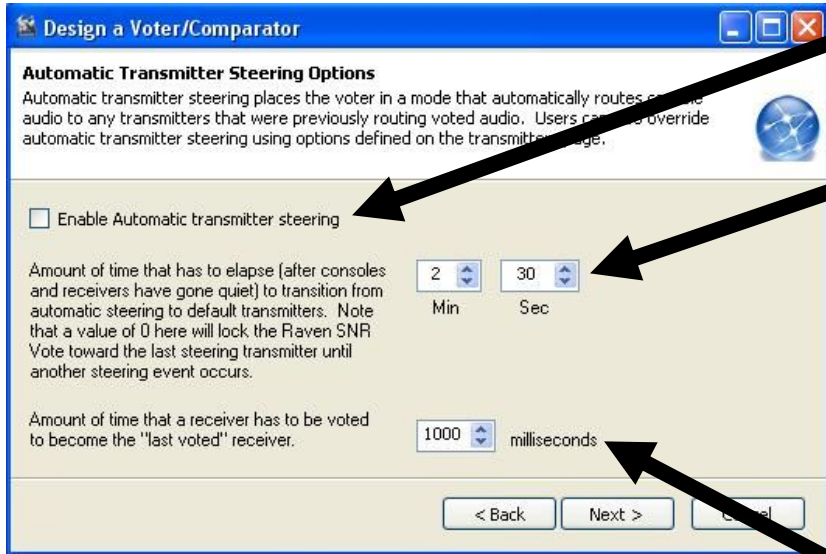 Design a Voter/Comparator
Automatic Transmitter Steering Options
Automatic transmitter steering places the voter in a mode that automatically routes
audio to any transmitters that were previously routing voted audio. Users override
automatic transmitter steering using options defined on the
Enable Automatic transmitter steering
Amount of time that has to elapse (after consoles
and receivers have gone quiet) to transition from
automatic steering to default transmitters. Note
that a value of 0 here will lock the Raven SNR
Vote toward the last steering transmitter until
another steering event occurs.
2 30
Min Sec
Amount of time that a receiver has to be voted
to become the "last voted" receiver.
1000 milliseconds
< Back Next >